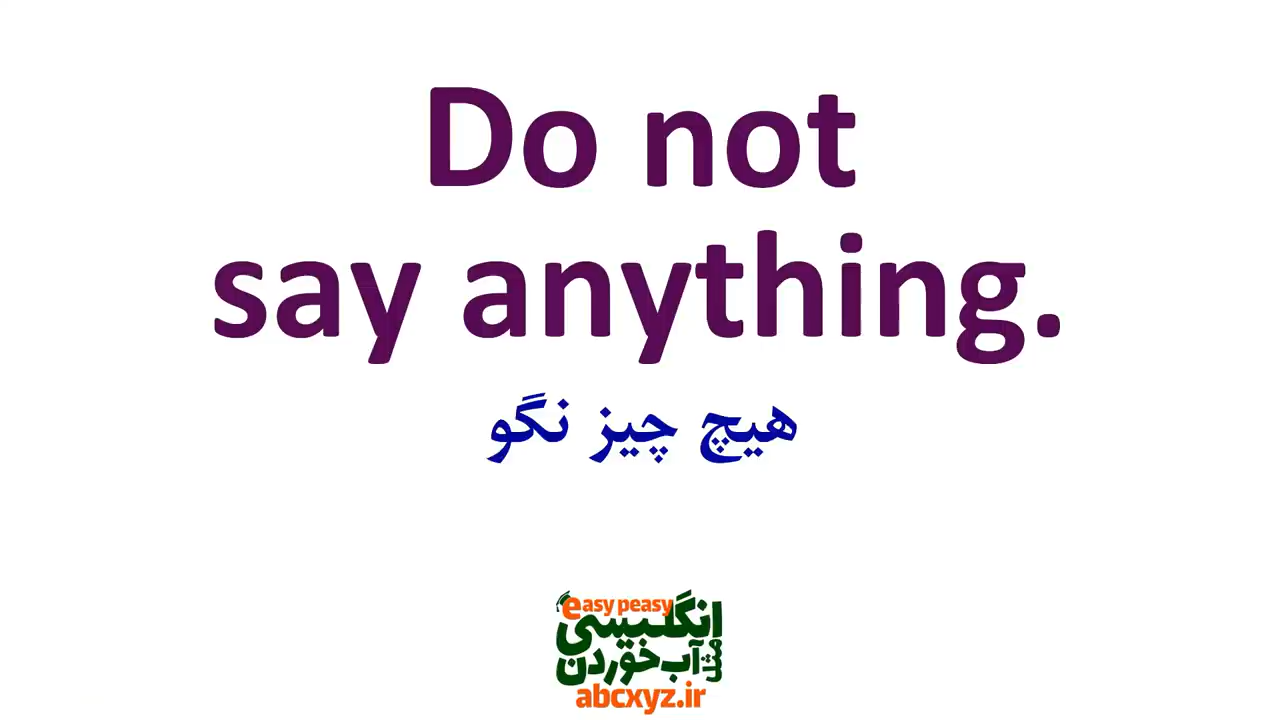 Do not
say anything.
هیچ چیز نگو
easy peasy
انگلیسی
مثل آب خوردن
abcxyz.ir